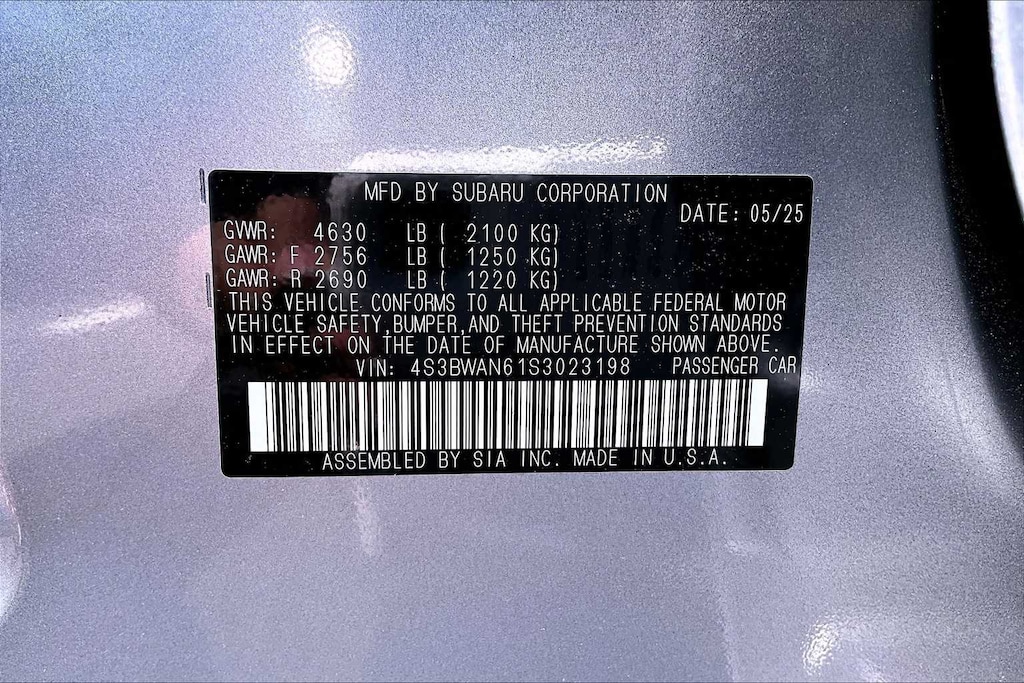 MFD BY SUBARU CORPORATION
DATE: 05/25
GVWR: 4630 LB ( 2100 KG)
GAWR: F 2756 LB ( 1250 KG)
GAWR: R 2690 LB ( 1220 KG)
THIS VEHICLE CONFORMS TO ALL APPLICABLE FEDERAL MOTOR
VEHICLE SAFETY,BUMPER,AND THEFT PREVENTION STANDARDS
IN EFFECT ON THE DATE OF MANUFACTURE SHOWN ABOVE.
VIN: 4S3BWAN61S3023198 PASSENGER CAR
ASSEMBLED BY SIA INC. MADE IN U.S.A.